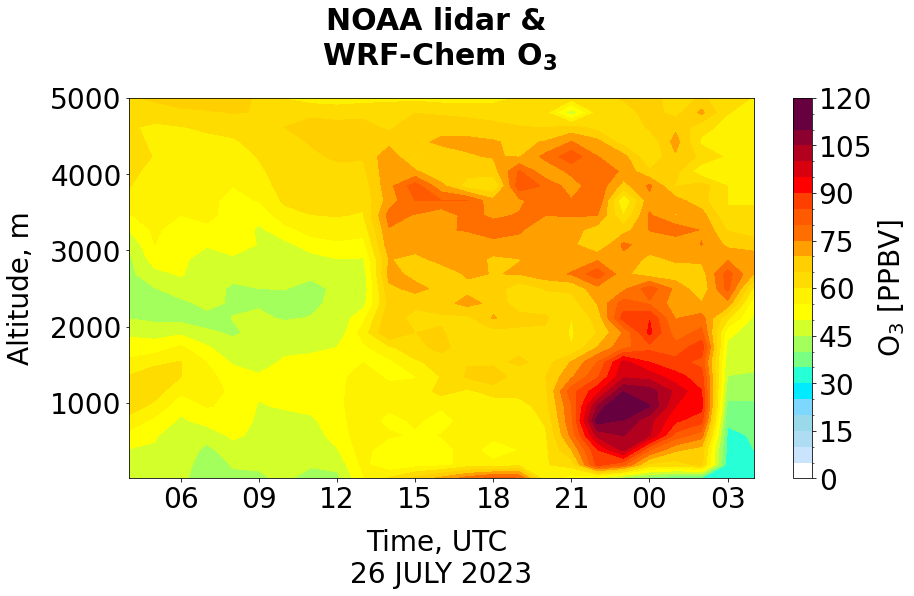 NOAA lidar &
WRF-Chem O₃
5000
4000
3000
2000
1000
Altitude, m
06 09 12 15 18 21 00 03
Time, UTC
26 JULY 2023
120
105
90
75
60
45
30
15
0
O₃ [PPBV]